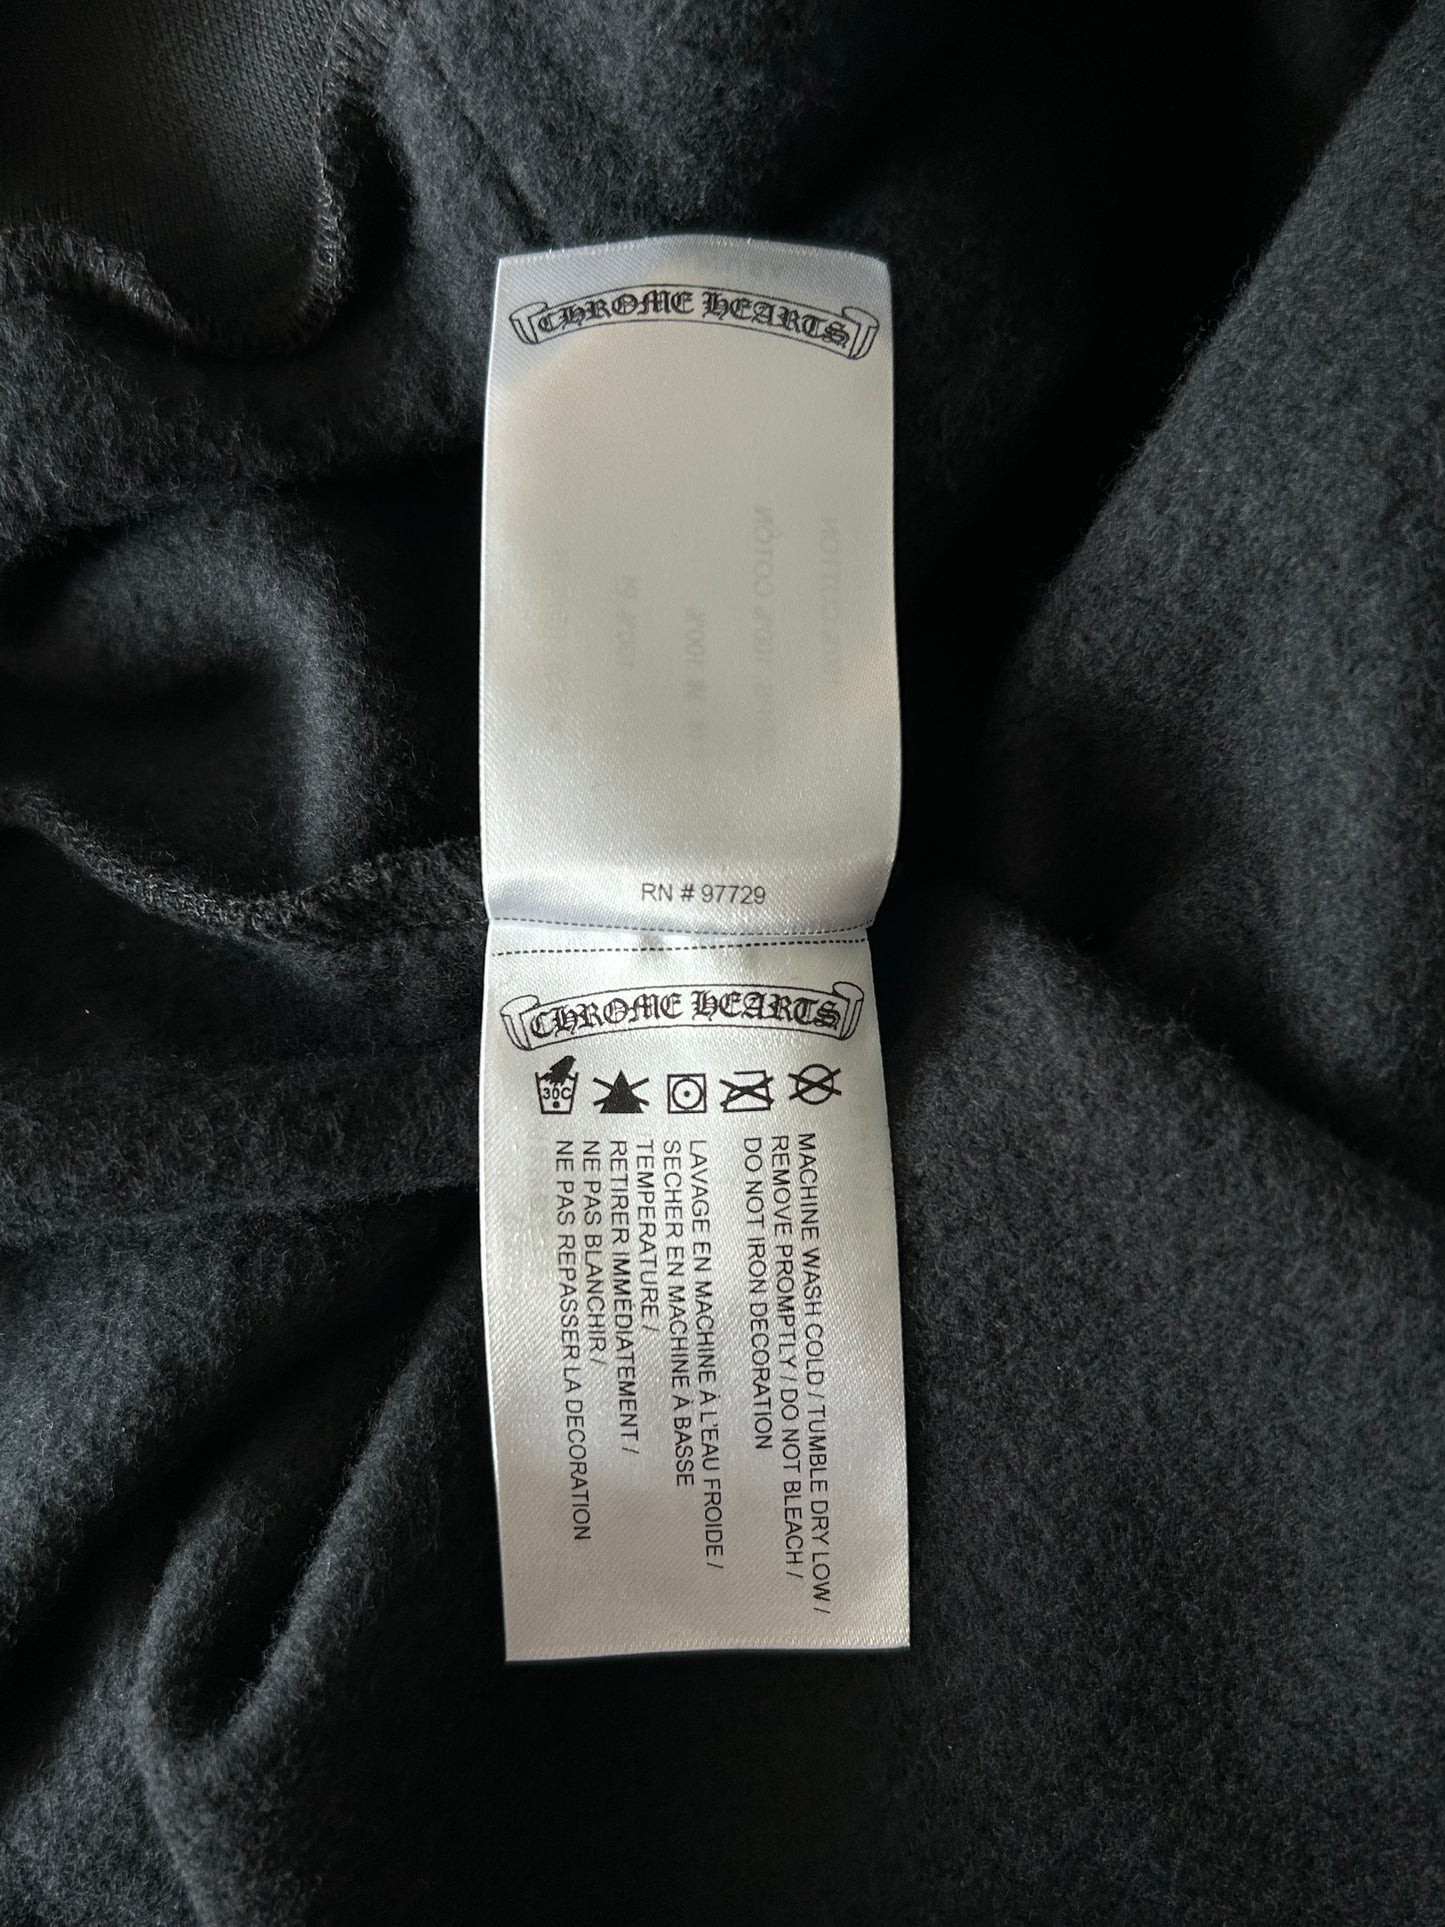 CHROME HEARTS
RN # 97729
CHROME HEARTS
30C
MACHINE WASH COLD / TUMBLE DRY LOW /
REMOVE PROMPTLY / DO NOT BLEACH /
DO NOT IRON DECORATION
LAVAGE EN MACHINE À L'EAU FROIDE /
SECHER EN MACHINE À BASSE
TEMPERATURE /
RETIRER IMMÉDIATEMENT /
NE PAS BLANCHIR /
NE PAS REPASSER LA DECORATION